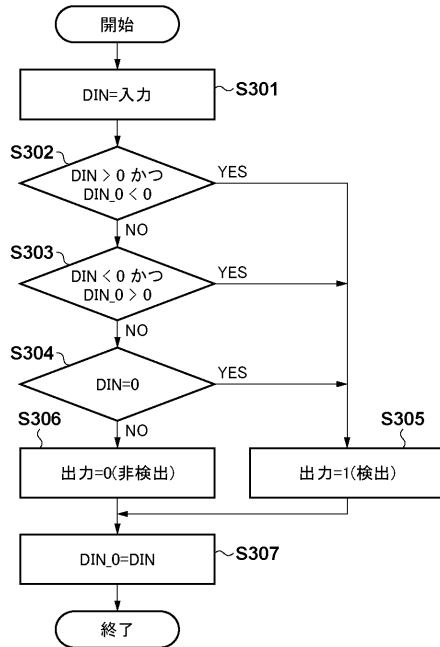 開始
DIN=入力
S301
S302
DIN > 0 かつ
DIN_0 < 0
YES
NO
S303
DIN < 0 かつ
DIN_0 > 0
YES
NO
S304
DIN=0
YES
NO
S306
出力=0(非検出)
S305
出力=1(検出)
DIN_0=DIN
S307
終了